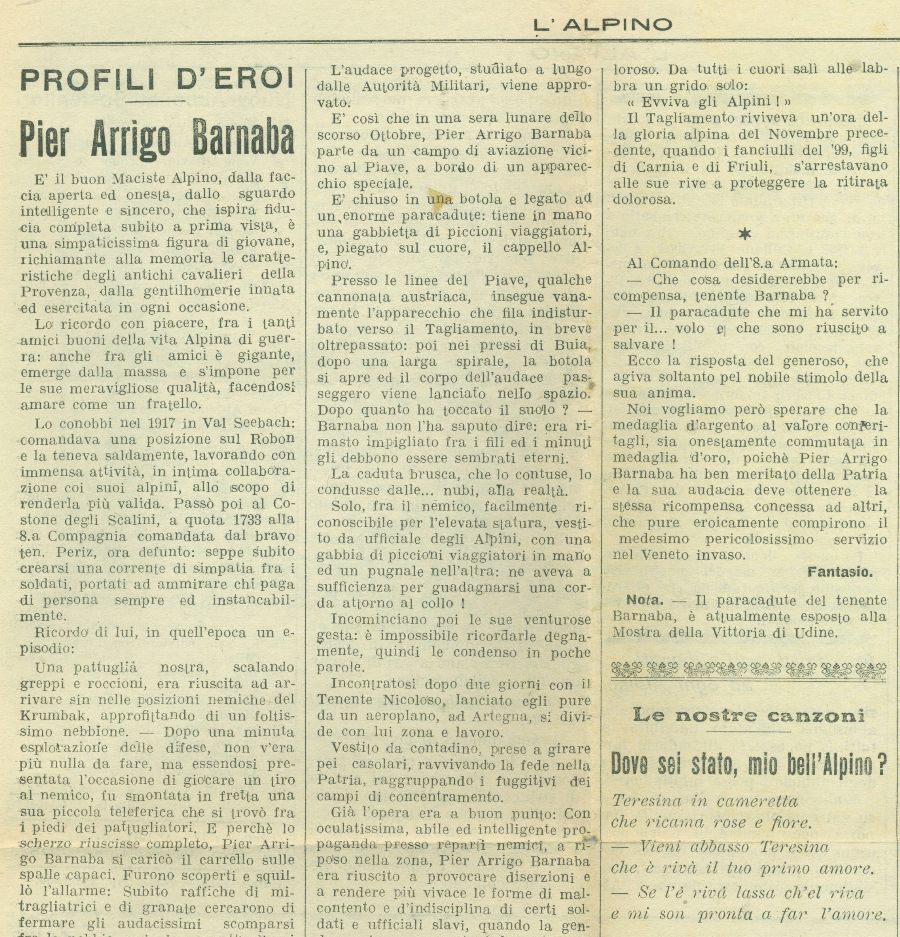 L'ALPINO
PROFILI D'EROI
Pier Arrigo Barnaba
E' il buon Maciste Alpino, dalla fac-
cia aperta ed onesta, dallo sguardo
intelligente e sincero, che ispira fidu-
cia completa subito a prima vista, è
una simpaticissima figura di giovane,
richiamante alla memoria le caratte-
ristiche degli antichi cavalieri della
Provenza, dalla gentilhomerie innata
ed esercitata in ogni occasione.
Lo ricordo con piacere, fra i tanti
amici buoni della vita Alpina di guer-
ra: anche fra gli amici è gigante,
emerge dalla massa e s'impone per
le sue meravigliose qualità, facendosi
amare come un fratello.
Lo conobbi nel 1917 in Val Seebach:
comandava una posizione sul Robon
e la teneva saldamente, lavorando con
immensa attività, in intima collabora-
zione coi suoi alpini, allo scopo di
renderla più valida. Passò poi al Co-
stone degli Scalini, a quota 1733 alla
8.a Compagnia comandata dal bravo
ten. Periz, ora defunto: seppe subito
crearsi una corrente di simpatia fra i
soldati, portati ad ammirare chi paga
di persona sempre ed instancabil-
mente.
Ricordo di lui, in quell'epoca un e-
pisodio:
Una pattuglia nostra, scalando
greppi e roccioni, era riuscita ad ar-
rivare sin nelle posizioni nemiche del
Krumbak, approfittando di un foltis-
simo nebbione. — Dopo una minuta
esplotazione delle difese, non v'era
più nulla da fare, ma essendosi pre-
sentata l'occasione di giocare un tiro
al nemico, fu smontata in fretta una
sua piccola teleferica che si trovò fra
i piedi dei pattugliatori. E perchè lo
scherzo riuscisse completo, Pier Arri-
go Barnaba si caricò il carrello sulle
spalle capaci. Furono scoperti e squil-
lò l'allarme: Subito raffiche di mi-
tragliatrici e di granate cercarono di
fermare gli audacissimi scomparsi
L'audace progetto, studiato a lungo
dalle Autorità Militari, viene appro-
vato.
E' così che in una sera lunare dello
scorso Ottobre, Pier Arrigo Barnaba
parte da un campo di aviazione vici-
no al Piave, a bordo di un apparec-
chio speciale.
E' chiuso in una botola e legato ad
un enorme paracadute: tiene in mano
una gabbietta di piccioni viaggiatori,
e, piegato sul cuore, il cappello Al-
pino.
Presso le linee del Piave, qualche
cannonata austriaca, insegue vana-
mente l'apparecchio che fila indistur-
bato verso il Tagliamento, in breve
oltrepassato: poi nei pressi di Buia,
dopo una larga spirale, la botola
si apre ed il corpo dell'audace pas-
seggero viene lanciato nello spazio.
Dopo quanto ha toccato il suolo ? —
Barnaba non l'ha saputo dire: era ri-
masto impigliato fra i fili ed i minuti
gli debbono essere sembrati eterni.
La caduta brusca, che lo contuse, lo
condusse dalle... nubi, alla realtà.
Solo, fra il nemico, facilmente ri-
conoscibile per l'elevata statura, vesti-
to da ufficiale degli Alpini, con una
gabbia di piccioni viaggiatori in mano
ed un pugnale nell'altra: ne aveva a
sufficienza per guadagnarsi una cor-
da attorno al collo !
Incominciano poi le sue venturose
gesta: è impossibile ricordarle degna-
mente, quindi le condenso in poche
parole.
Incontratosi dopo due giorni con il
Tenente Nicoloso, lanciato egli pure
da un aeroplano, ad Artegna, si divi-
de con lui zona e lavoro.
Vestito da contadino, prese a girare
pei casolari, ravvivando la fede nella
Patria, raggruppando i fuggitivi dei
campi di concentramento.
Già l'opera era a buon punto: Con
oculatissima, abile ed intelligente pro-
paganda presso reparti nemici, a ri-
poso nella zona, Pier Arrigo Barnaba
era riuscito a provocare diserzioni e
a rendere più vivace le forme di mal-
contento e d'indisciplina di certi sol-
dati e ufficiali slavi, quando la gen-
loroso. Da tutti i cuori salì alle lab-
bra un grido solo:
« Evviva gli Alpini ! »
Il Tagliamento riviveva un'ora del-
la gloria alpina del Novembre prece-
dente, quando i fanciulli del '99, figli
di Carnia e di Friuli, s'arrestavano
alle sue rive a proteggere la ritirata
dolorosa.
*
Al Comando dell'8.a Armata:
— Che cosa desidererebbe per ri-
compensa, tenente Barnaba ?
— Il paracadute che mi ha servito
per il... volo e che sono riuscito a
salvare !
Ecco la risposta del generoso, che
agiva soltanto pel nobile stimolo della
sua anima.
Noi vogliamo però sperare che la
medaglia d'argento al valore conferi-
tagli, sia onestamente commutata in
medaglia d'oro, poichè Pier Arrigo
Barnaba ha ben meritato della Patria
e la sua audacia deve ottenere la
stessa ricompensa concessa ad altri,
che pure eroicamente compirono il
medesimo pericolosissimo servizio
nel Veneto invaso.
Fantasio.
Nota. — Il paracadute del tenente
Barnaba, è attualmente esposto alla
Mostra della Vittoria di Udine.
Le nostre canzoni
Dove sei stato, mio bell'Alpino?
Teresina in cameretta
che ricama rose e fiore.
— Vieni abbasso Teresina
che è rivà il tuo primo amore.
— Se l'è rivà lassa ch'el riva
e mi son pronta a far l'amore.